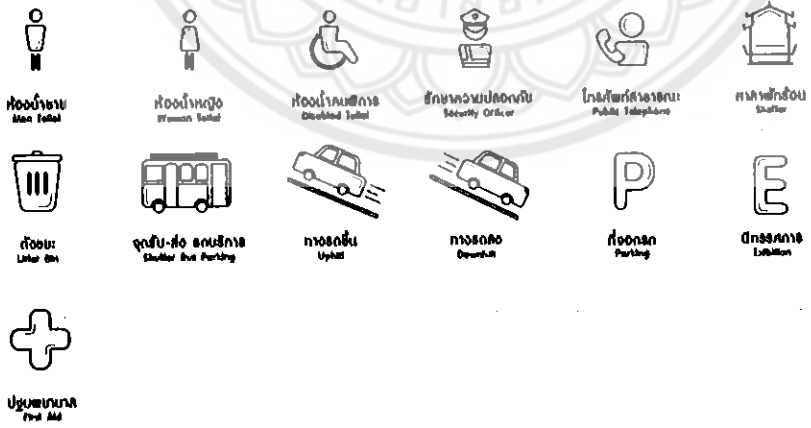 ห้องน้ำชาย
Men Toilet
ห้องน้ำหญิง
Women Toilet
ห้องน้ำคนพิการ
Disabled Toilet
รักษาความปลอดภัย
Security Officer
โทรศัพท์สาธารณะ
Public Telephone
ศาลาพักร้อน
Shelter
ถังขยะ
Litter Bin
จุดรับ-ส่ง รถบริการ
Shuttle Bus Parking
ทางรถขึ้น
Uphill
ทางรถลง
Downhill
P
ที่จอดรถ
Parking
E
นิทรรศการ
Exhibition
ปฐมพยาบาล
First Aid